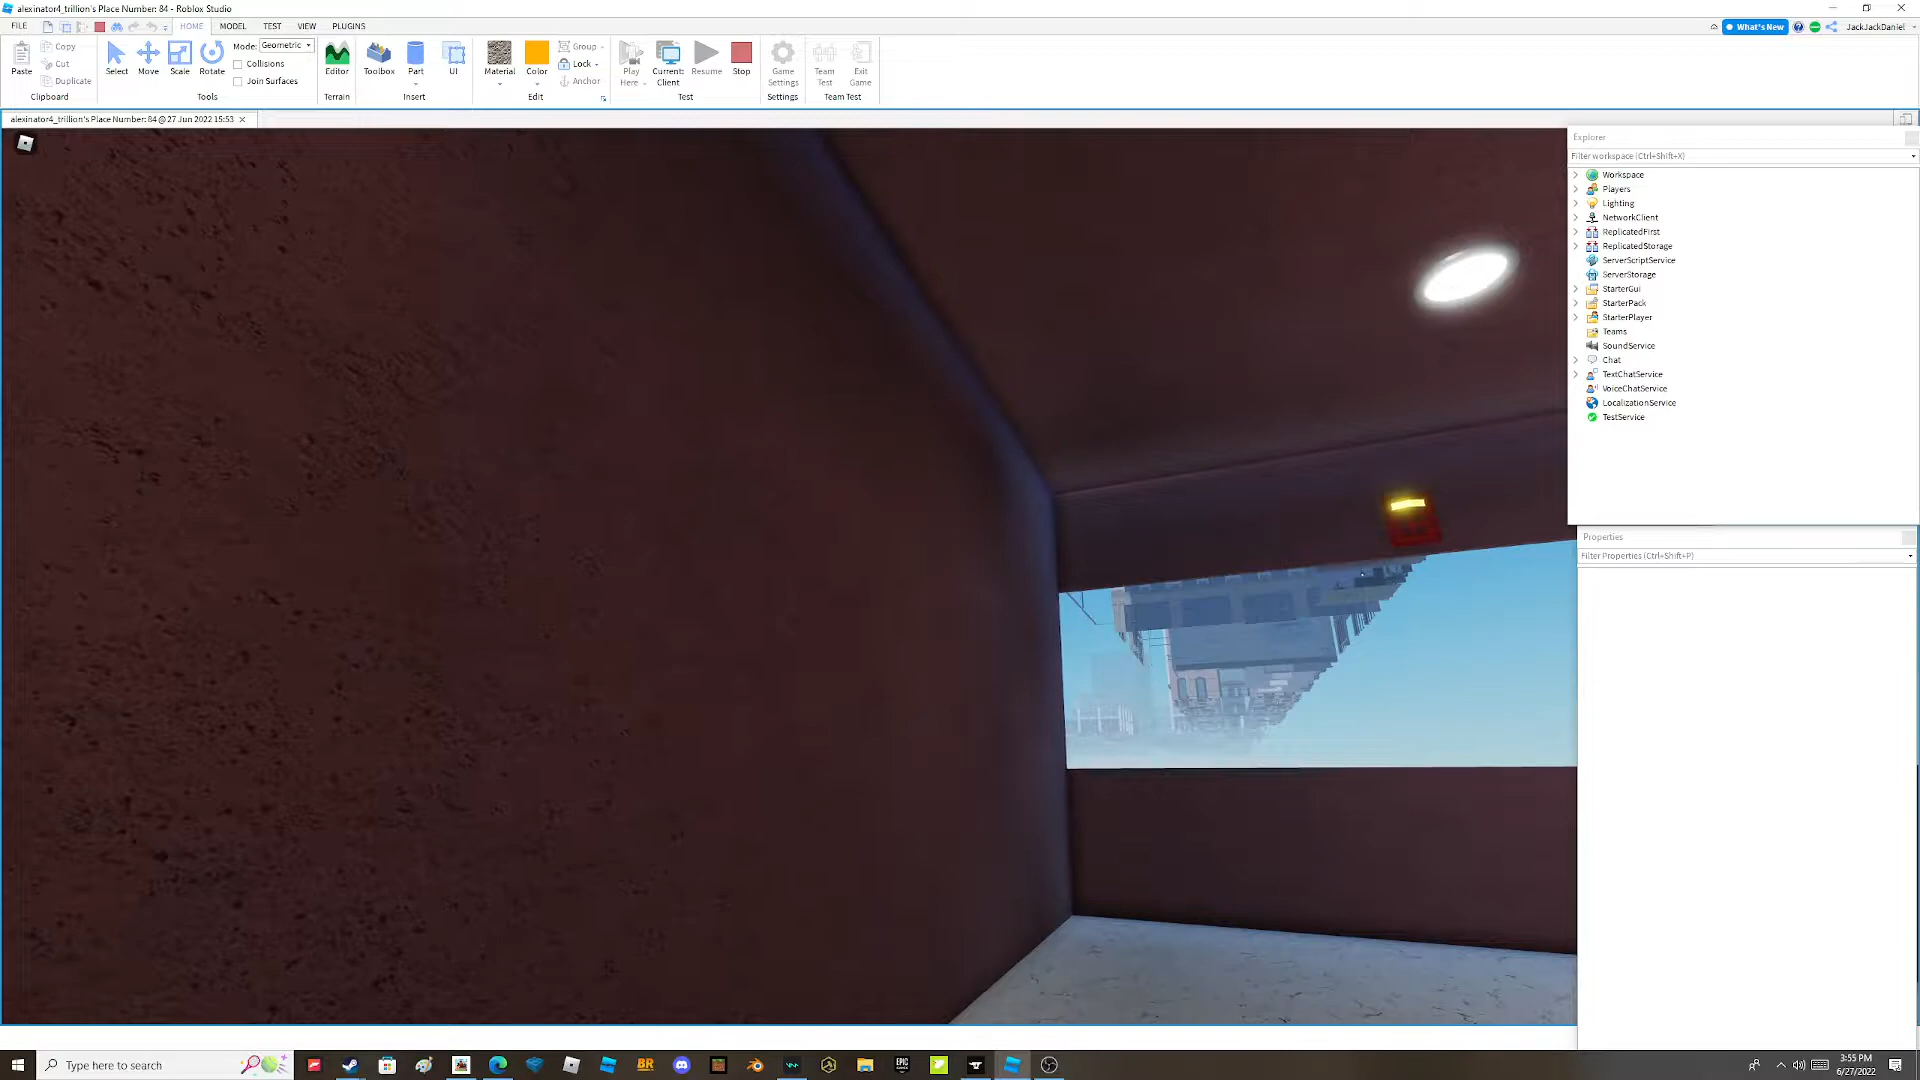 alexinator4_trillion's Place Number: 84 - Roblox Studio
FILE HOME MODEL TEST VIEW PLUGINS What's New JackJackDaniel
Paste Copy Cut Duplicate
Clipboard
Select Move Scale Rotate
Mode: Geometric
Collisions
Join Surfaces
Tools
Editor
Terrain
Toolbox Part UI
Insert
Material Color Group Lock Anchor
Edit
Play Here Current: Client Resume Stop
Test
Game Settings
Settings
Team Test Exit Game
Team Test
alexinator4_trillion's Place Number: 84 @ 27 Jun 2022 15:53
Explorer
Filter workspace (Ctrl+Shift+X)
Workspace
Players
Lighting
NetworkClient
ReplicatedFirst
ReplicatedStorage
ServerScriptService
ServerStorage
StarterGui
StarterPack
StarterPlayer
Teams
SoundService
Chat
TextChatService
VoiceChatService
LocalizationService
TestService
Properties
Filter Properties (Ctrl+Shift+P)
Type here to search
BR
EPIC GAMES
3:55 PM
6/27/2022